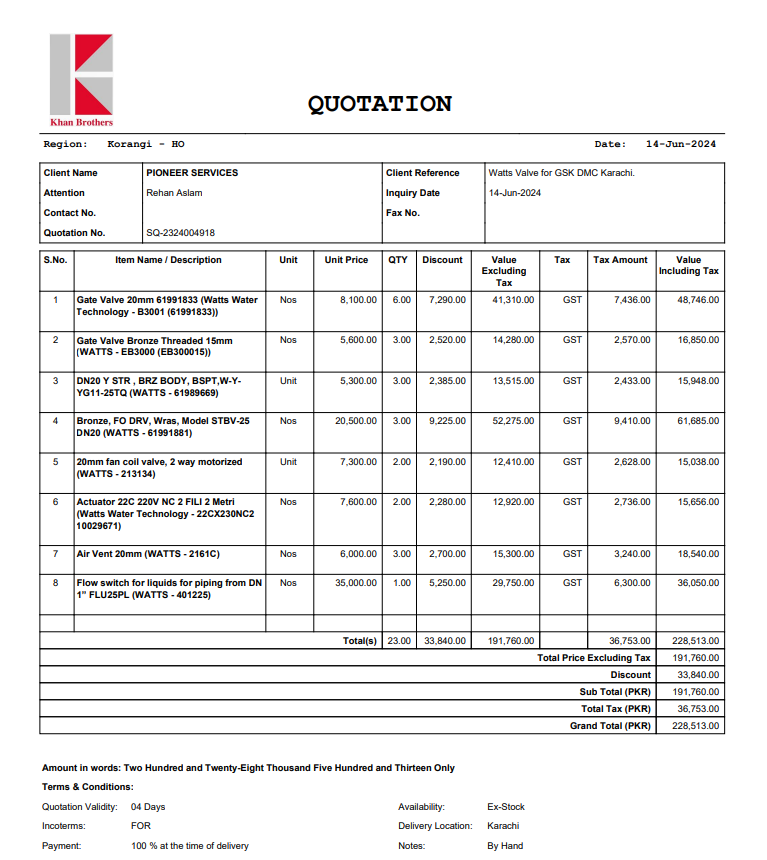 Khan Brothers
QUOTATION
Region: Korangi - HO Date: 14-Jun-2024
Client Name PIONEER SERVICES Client Reference Watts Valve for GSK DMC Karachi.
Attention Rehan Aslam Inquiry Date 14-Jun-2024
Contact No. Fax No.
Quotation No. SQ-2324004918
S.No. Item Name / Description Unit Unit Price QTY Discount Value Tax Tax Amount Value
Excluding Including Tax
Tax
1 Gate Valve 20mm 61991833 (Watts Water Nos 8,100.00 6.00 7,290.00 41,310.00 GST 7,436.00 48,746.00
Technology - B3001 (61991833))
2 Gate Valve Bronze Threaded 15mm Nos 5,600.00 3.00 2,520.00 14,280.00 GST 2,570.00 16,850.00
(WATTS - EB3000 (EB300015))
3 DN20 Y STR , BRZ BODY, BSPT,W-Y- Unit 5,300.00 3.00 2,385.00 13,515.00 GST 2,433.00 15,948.00
YG11-25TQ (WATTS - 61989669)
4 Bronze, FO DRV, Wras, Model STBV-25 Nos 20,500.00 3.00 9,225.00 52,275.00 GST 9,410.00 61,685.00
DN20 (WATTS - 61991881)
5 20mm fan coil valve, 2 way motorized Unit 7,300.00 2.00 2,190.00 12,410.00 GST 2,628.00 15,038.00
(WATTS - 213134)
6 Actuator 22C 220V NC 2 FILI 2 Metri Nos 7,600.00 2.00 2,280.00 12,920.00 GST 2,736.00 15,656.00
(Watts Water Technology - 22CX230NC2
10029671)
7 Air Vent 20mm (WATTS - 2161C) Nos 6,000.00 3.00 2,700.00 15,300.00 GST 3,240.00 18,540.00
8 Flow switch for liquids for piping from DN Nos 35,000.00 1.00 5,250.00 29,750.00 GST 6,300.00 36,050.00
1" FLU25PL (WATTS - 401225)
Total(s) 23.00 33,840.00 191,760.00 36,753.00 228,513.00
Total Price Excluding Tax 191,760.00
Discount 33,840.00
Sub Total (PKR) 191,760.00
Total Tax (PKR) 36,753.00
Grand Total (PKR) 228,513.00
Amount in words: Two Hundred and Twenty-Eight Thousand Five Hundred and Thirteen Only
Terms & Conditions:
Quotation Validity: 04 Days Availability: Ex-Stock
Incoterms: FOR Delivery Location: Karachi
Payment: 100 % at the time of delivery Notes: By Hand